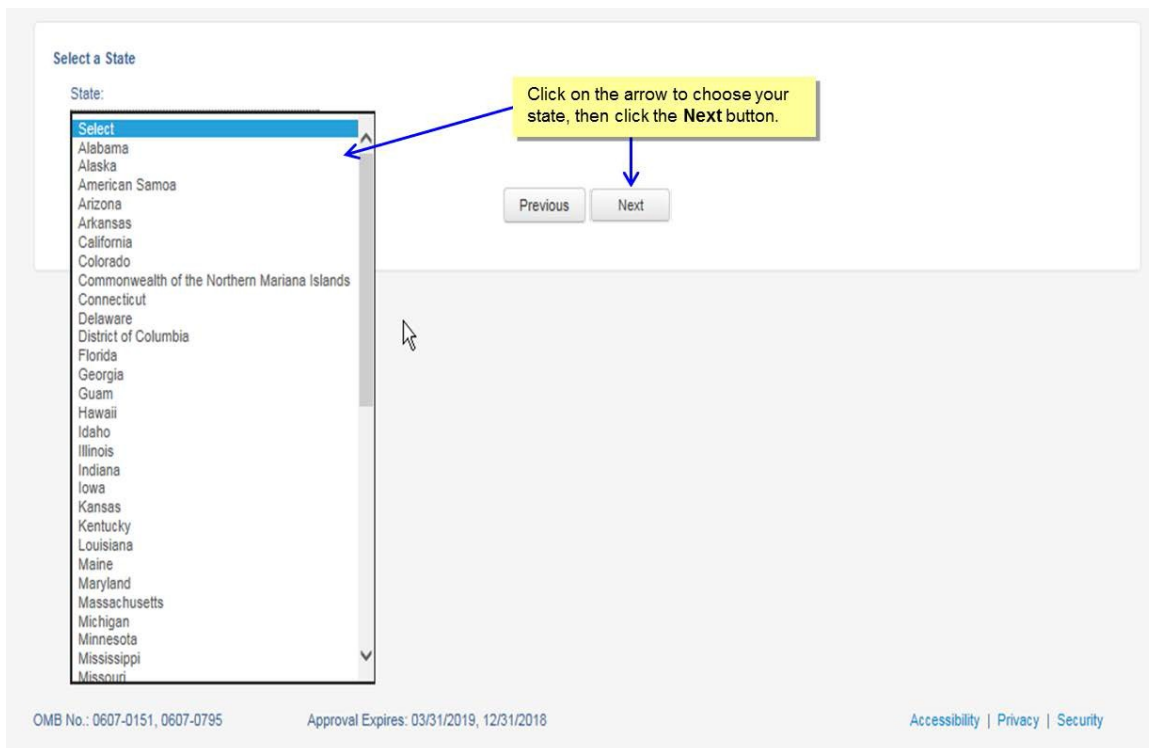 Select a State
State:
Click on the arrow to choose your
state, then click the Next button.
Select
Alabama
Alaska
American Samoa
Arizona
Arkansas
California
Colorado
Commonwealth of the Northern Mariana Islands
Connecticut
Delaware
District of Columbia
Florida
Georgia
Guam
Hawaii
Idaho
Illinois
Indiana
Iowa
Kansas
Kentucky
Louisiana
Maine
Maryland
Massachusetts
Michigan
Minnesota
Mississippi
Missouri
Previous Next
OMB No.: 0607-0151, 0607-0795 Approval Expires: 03/31/2019, 12/31/2018 Accessibility | Privacy | Security